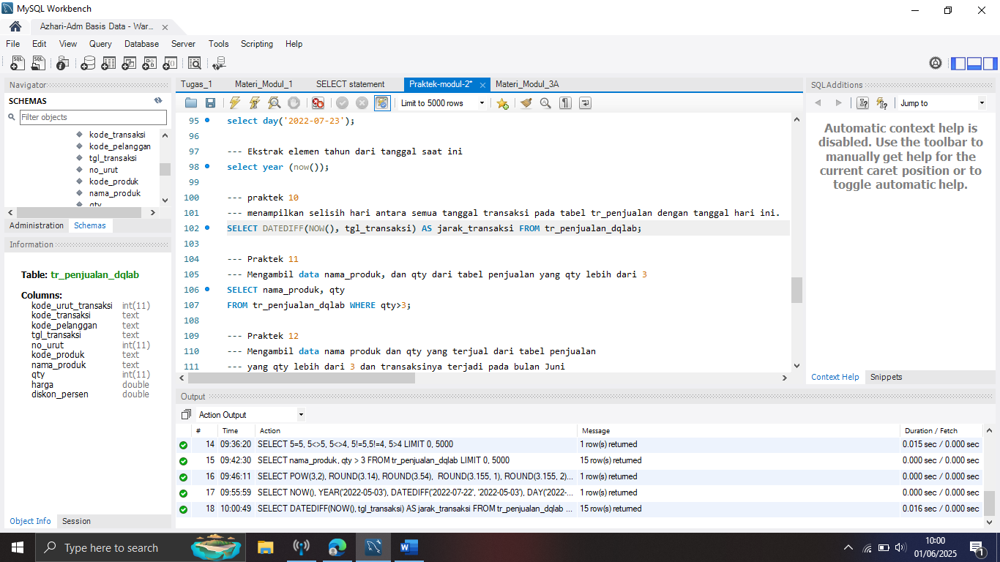 MySQL Workbench
Azhari-Adm Basis Data - War...
File Edit View Query Database Server Tools Scripting Help
Navigator
SCHEMAS
Filter objects
kode_transaksi
kode_pelanggan
tgl_transaksi
no_urut
kode_produk
nama_produk
qty
Administration Schemas
Information
Table: tr_penjualan_dqlab
Columns:
kode_urut_transaksi int(11)
kode_transaksi text
kode_pelanggan text
tgl_transaksi text
no_urut int(11)
kode_produk text
nama_produk text
qty int(11)
harga double
diskon_persen double
Object Info Session
Tugas_1 Materi_Modul_1 SELECT statement Praktek-modul-2* Materi_Modul_3A
Limit to 5000 rows
95 select day('2022-07-23');
96
97 --- Ekstrak elemen tahun dari tanggal saat ini
98 select year (now());
99
100 --- praktek 10
101 --- menampilkan selisih hari antara semua tanggal transaksi pada tabel tr_penjualan dengan tanggal hari ini.
102 SELECT DATEDIFF(NOW(), tgl_transaksi) AS jarak_transaksi FROM tr_penjualan_dqlab;
103
104 --- Praktek 11
105 --- Mengambil data nama_produk, dan qty dari tabel penjualan yang qty lebih dari 3
106 SELECT nama_produk, qty
107 FROM tr_penjualan_dqlab WHERE qty>3;
108
109 --- Praktek 12
110 --- Mengambil data nama produk dan qty yang terjual dari tabel penjualan
111 --- yang qty lebih dari 3 dan transaksinya terjadi pada bulan Juni
SQLAdditions
Jump to
Automatic context help is
disabled. Use the toolbar to
manually get help for the
current caret position or to
toggle automatic help.
Context Help Snippets
Output
Action Output
# Time Action Message Duration / Fetch
14 09:36:20 SELECT 5=5, 5<>5, 5<>4, 5!=5,5!=4, 5>4 LIMIT 0, 5000 1 row(s) returned 0.015 sec / 0.000 sec
15 09:42:30 SELECT nama_produk, qty > 3 FROM tr_penjualan_dqlab LIMIT 0, 5000 15 row(s) returned 0.000 sec / 0.000 sec
16 09:46:11 SELECT POW(3,2), ROUND(3.14), ROUND(3.54),  ROUND(3.155, 1), ROUND(3.155, 2)... 1 row(s) returned 0.000 sec / 0.000 sec
17 09:55:59 SELECT NOW(), YEAR('2022-05-03'), DATEDIFF('2022-07-22', '2022-05-03'), DAY('2022-... 1 row(s) returned 0.000 sec / 0.000 sec
18 10:00:49 SELECT DATEDIFF(NOW(), tgl_transaksi) AS jarak_transaksi FROM tr_penjualan_dqlab ... 15 row(s) returned 0.016 sec / 0.000 sec
Type here to search
10:00
01/06/2025
1